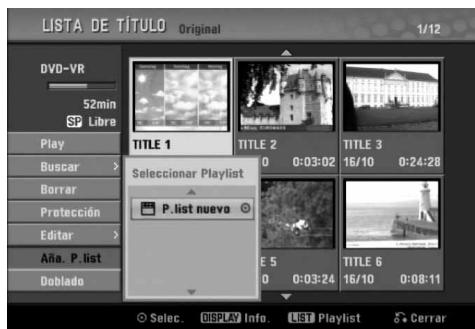 LISTA DE TÍTULO Original 1/12
DVD-VR
52min
SP Libre
Play
Buscar >
Borrar
Protección
Editar >
Aña. P.list
Doblado
TITLE 1
TITLE 2
0 0:03:02
TITLE 3
16/10 0:24:28
Seleccionar Playlist
P.list nuevo
E 5
0 0:03:24
TITLE 6
16/10 0:08:11
Selec. DISPLAY Info. LIST Playlist Cerrar